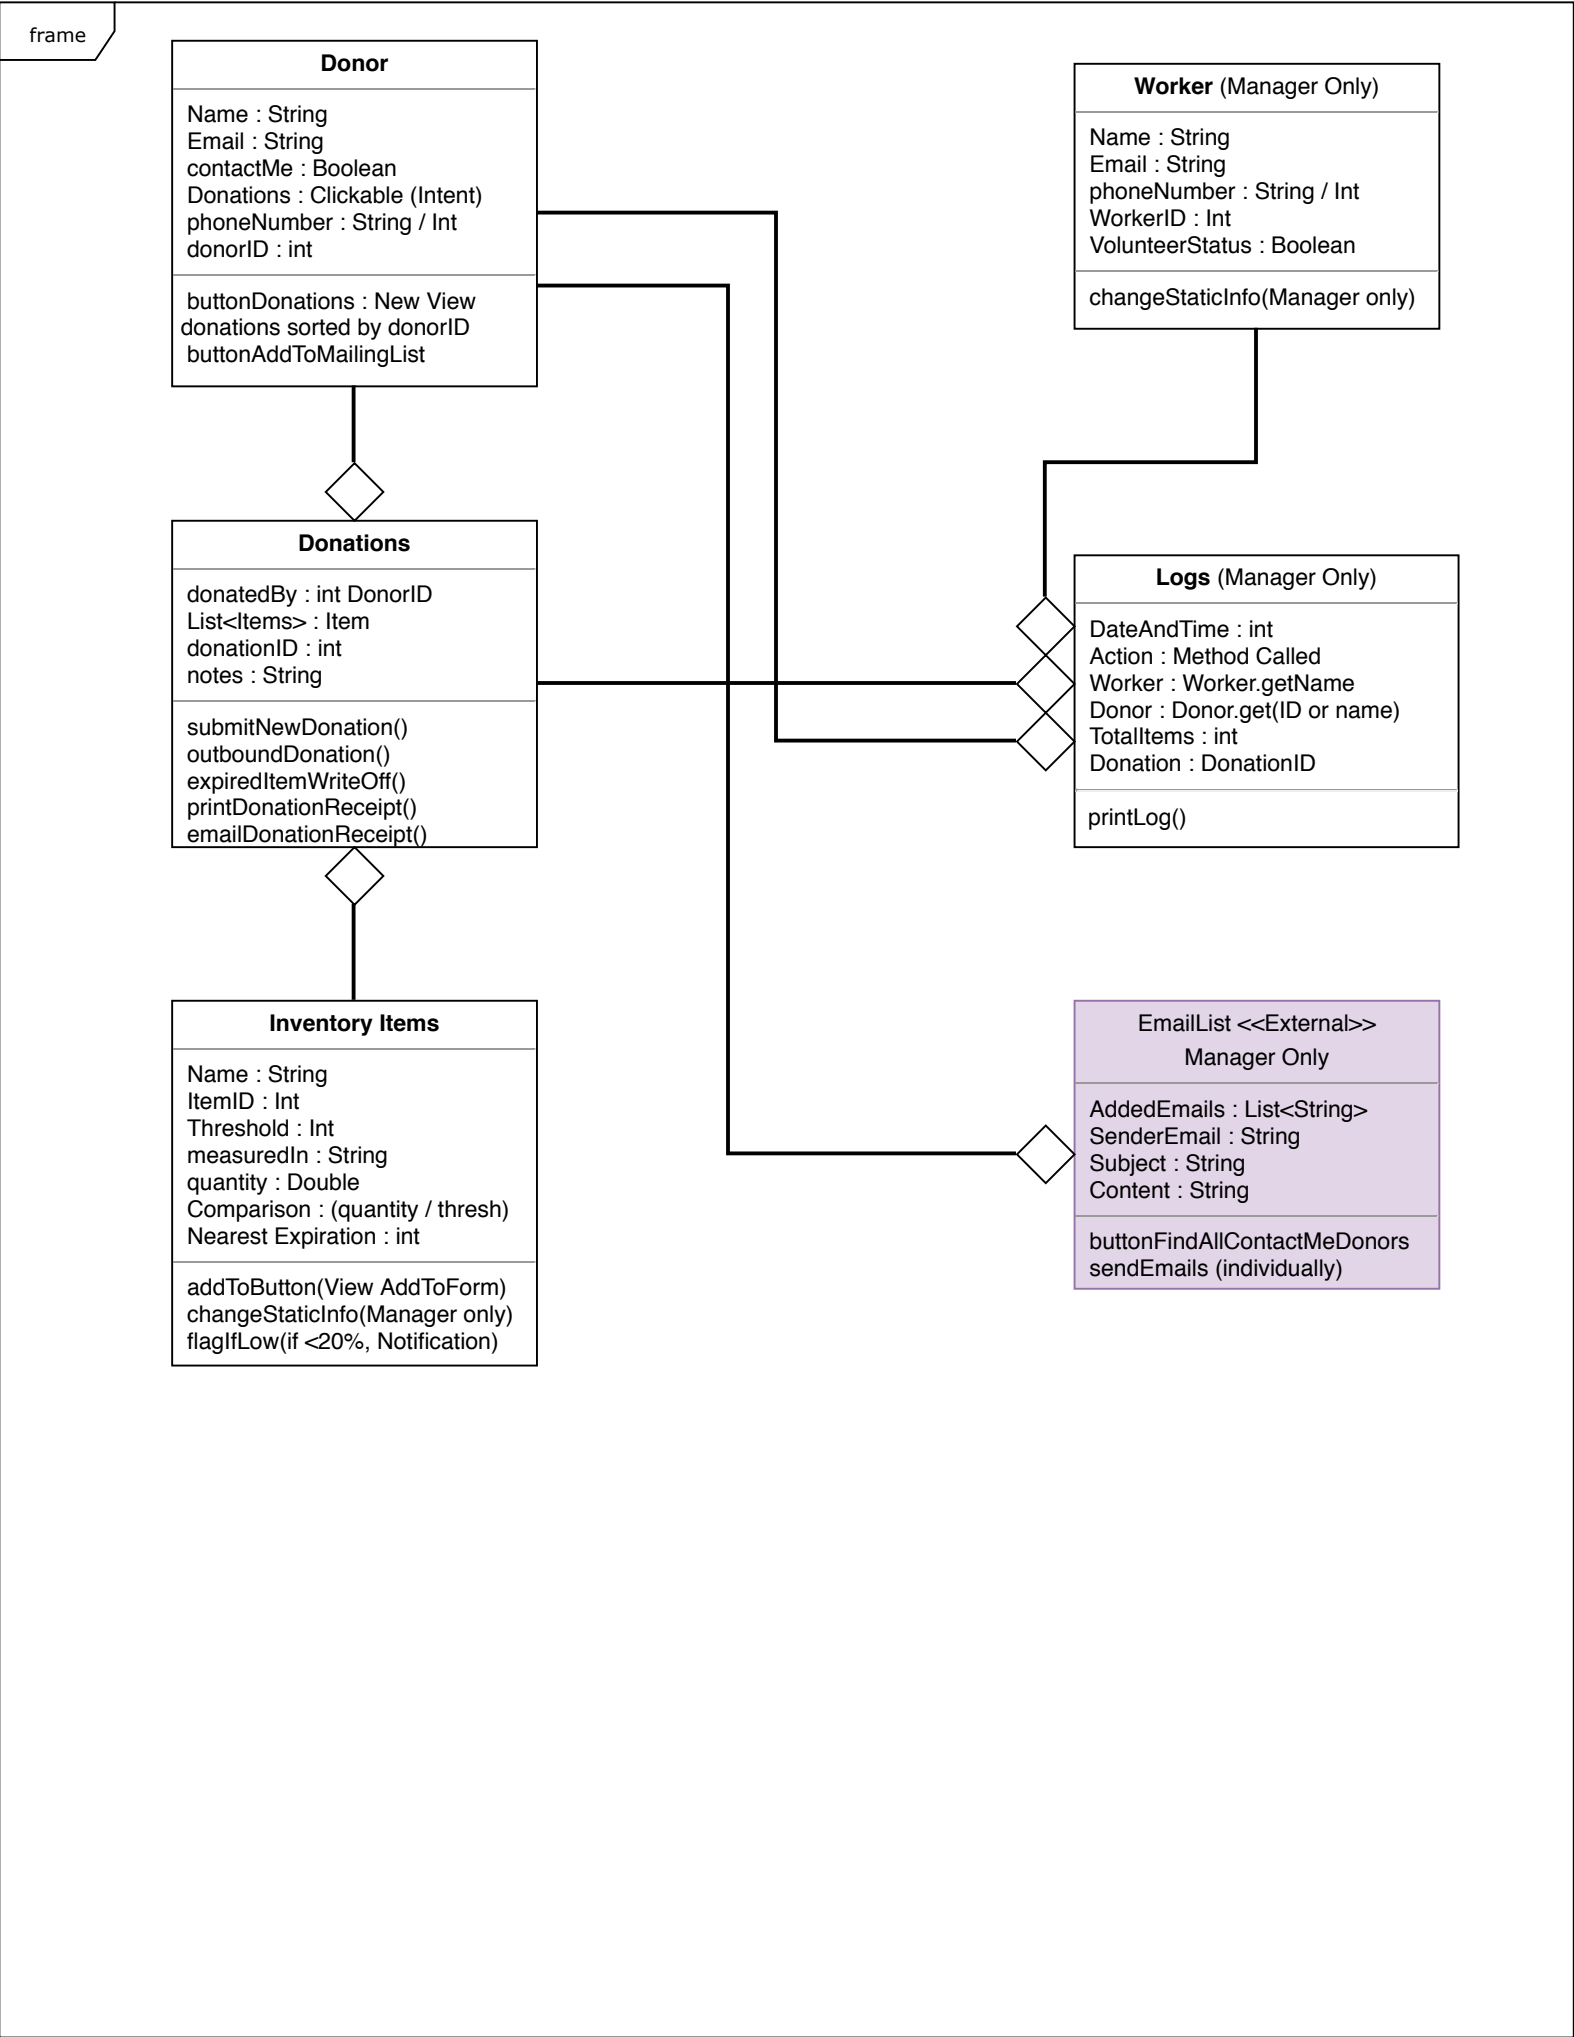 frame
Donor
Name : String
Email : String
contactMe : Boolean
Donations : Clickable (Intent)
phoneNumber : String / Int
donorID : int
buttonDonations : New View
donations sorted by donorID
buttonAddToMailingList
Worker (Manager Only)
Name : String
Email : String
phoneNumber : String / Int
WorkerID : Int
VolunteerStatus : Boolean
changeStaticInfo(Manager only)
Donations
donatedBy : int DonorID
List<Items> : Item
donationID : int
notes : String
submitNewDonation()
outboundDonation()
expiredItemWriteOff()
printDonationReceipt()
emailDonationReceipt()
Logs (Manager Only)
DateAndTime : int
Action : Method Called
Worker : Worker.getName
Donor : Donor.get(ID or name)
TotalItems : int
Donation : DonationID
printLog()
Inventory Items
Name : String
ItemID : Int
Threshold : Int
measuredIn : String
quantity : Double
Comparison : (quantity / thresh)
Nearest Expiration : int
addToButton(View AddToForm)
changeStaticInfo(Manager only)
flagIfLow(if <20%, Notification)
EmailList <<External>>
Manager Only
AddedEmails : List<String>
SenderEmail : String
Subject : String
Content : String
buttonFindAllContactMeDonors
sendEmails (individually)